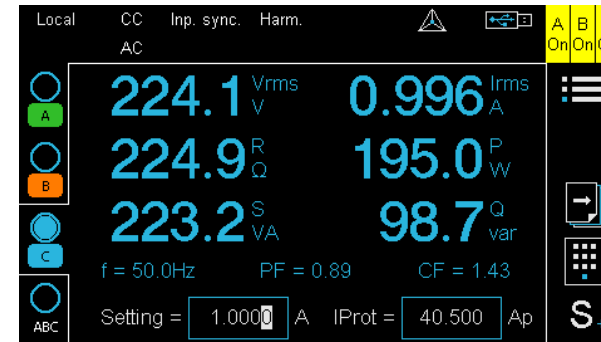 Local CC Inp. sync. Harm.
AC
A B
On On
224.1 Vrms V 0.996 Irms A
A
224.9 R Ω 195.0 P W
B
223.2 S VA 98.7 Q var
C
f = 50.0Hz PF = 0.89 CF = 1.43
ABC Setting = 1.0000 A IProt = 40.500 Ap S